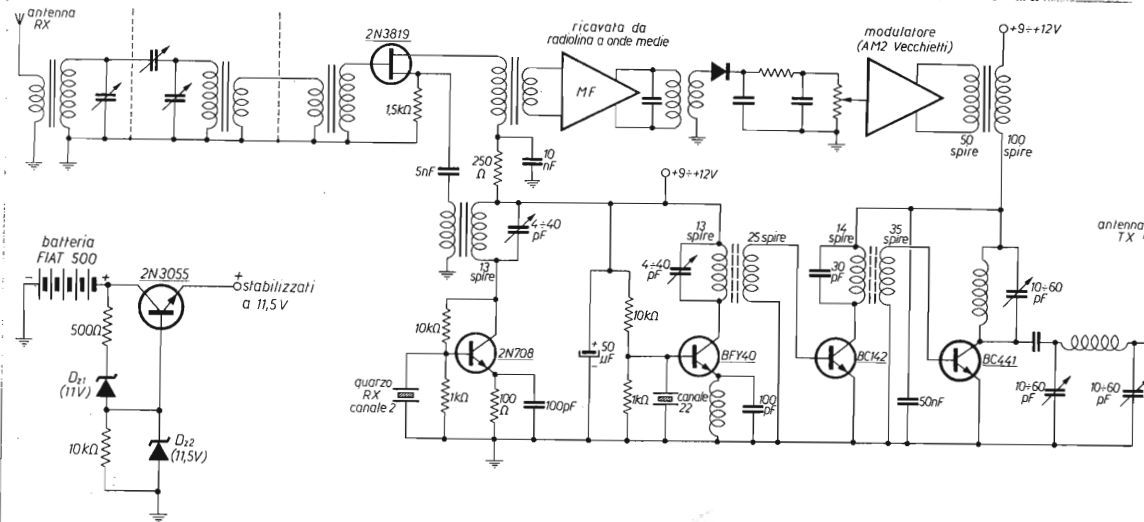 antenna
RX
2N3819
ricavata da
radiolina a onde medie
modulatore
(AM2 Vecchietti)
+9÷+12V
MF
1,5kΩ
50
spire
100
spire
5nF
250
Ω
10
nF
+9÷+12V
4÷40
pF
13
spire
13
spire
25 spire
14
spire
35
spire
antenna
TX
batteria
FIAT 500
2N3055
+
stabilizzati
a 11,5 V
-
+
4÷40
pF
30
pF
10÷60
pF
500Ω
10kΩ
10kΩ
2N708
+ 50
μF
-
BFY40
BC142
BC441
Dz1
(11V)
quarzo
RX
canale 2
1kΩ
100
Ω
100pF
1kΩ
canale
22
100
pF
50nF
10÷60
pF
10÷60
pF
10kΩ
Dz2
(11,5V)